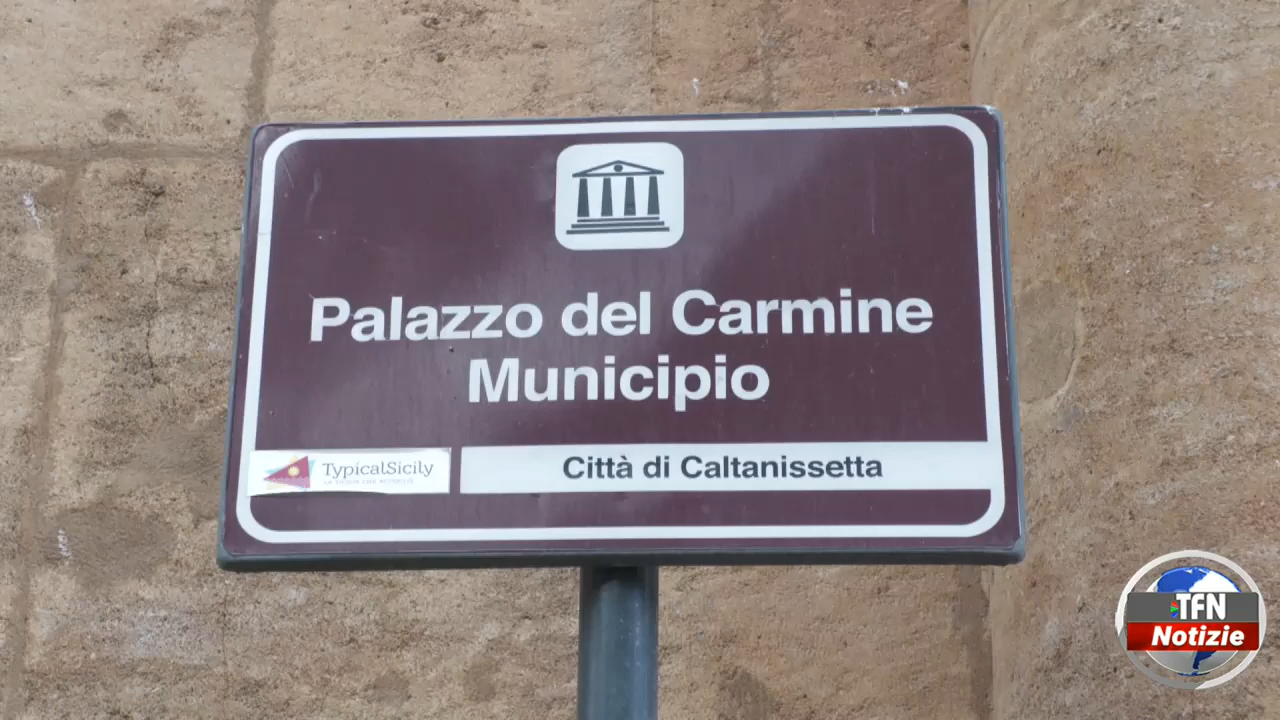 Palazzo del Carmine
Municipio
TypicalSicily
Città di Caltanissetta
TFN
Notizie